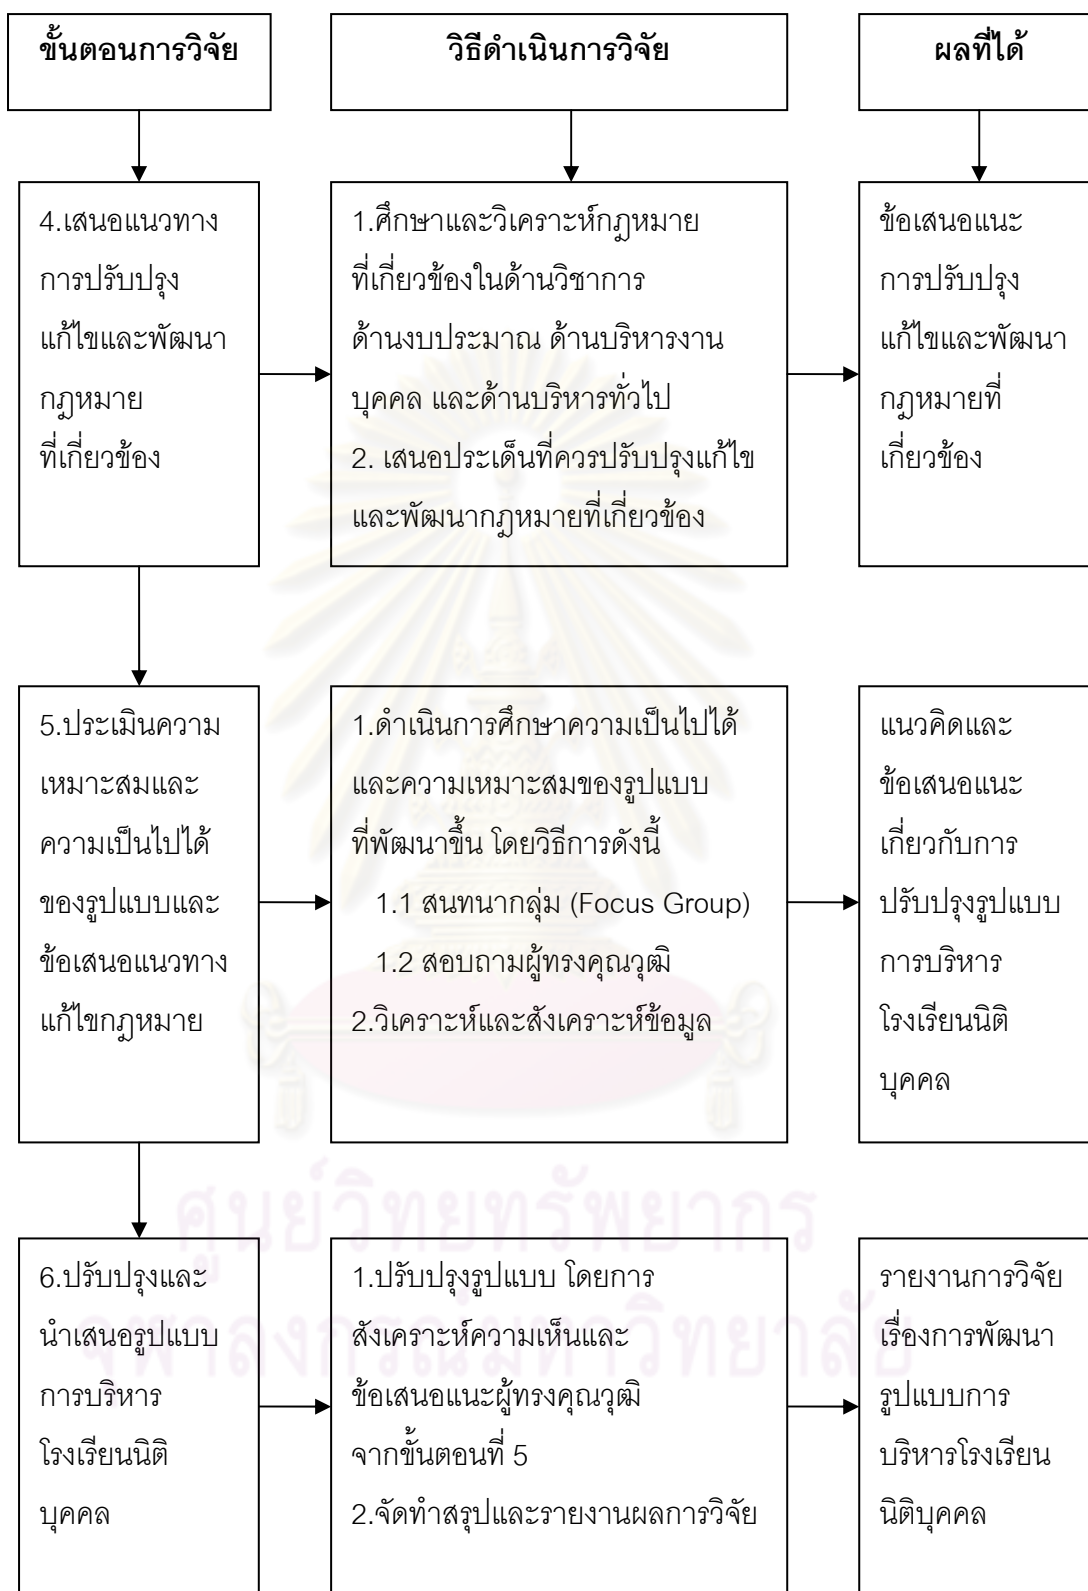 ขั้นตอนการวิจัย
วิธีดำเนินการวิจัย
ผลที่ได้
4.เสนอแนวทาง
การปรับปรุง
แก้ไขและพัฒนา
กฎหมาย
ที่เกี่ยวข้อง
1.ศึกษาและวิเคราะห์กฎหมาย
ที่เกี่ยวข้องในด้านวิชาการ
ด้านงบประมาณ ด้านบริหารงาน
บุคคล และด้านบริหารทั่วไป
2. เสนอประเด็นที่ควรปรับปรุงแก้ไข
และพัฒนากฎหมายที่เกี่ยวข้อง
ข้อเสนอแนะ
การปรับปรุง
แก้ไขและพัฒนา
กฎหมายที่
เกี่ยวข้อง
5.ประเมินความ
เหมาะสมและ
ความเป็นไปได้
ของรูปแบบและ
ข้อเสนอแนวทาง
แก้ไขกฎหมาย
1.ดำเนินการศึกษาความเป็นไปได้
และความเหมาะสมของรูปแบบ
ที่พัฒนาขึ้น โดยวิธีการดังนี้
1.1 สนทนากลุ่ม (Focus Group)
1.2 สอบถามผู้ทรงคุณวุฒิ
2.วิเคราะห์และสังเคราะห์ข้อมูล
แนวคิดและ
ข้อเสนอแนะ
เกี่ยวกับการ
ปรับปรุงรูปแบบ
การบริหาร
โรงเรียนนิติ
บุคคล
6.ปรับปรุงและ
นำเสนอรูปแบบ
การบริหาร
โรงเรียนนิติ
บุคคล
1.ปรับปรุงรูปแบบ โดยการ
สังเคราะห์ความเห็นและ
ข้อเสนอแนะผู้ทรงคุณวุฒิ
จากขั้นตอนที่ 5
2.จัดทำสรุปและรายงานผลการวิจัย
รายงานการวิจัย
เรื่องการพัฒนา
รูปแบบการ
บริหารโรงเรียน
นิติบุคคล
ศูนย์วิทยทรัพยากร
จุฬาลงกรณ์มหาวิทยาลัย